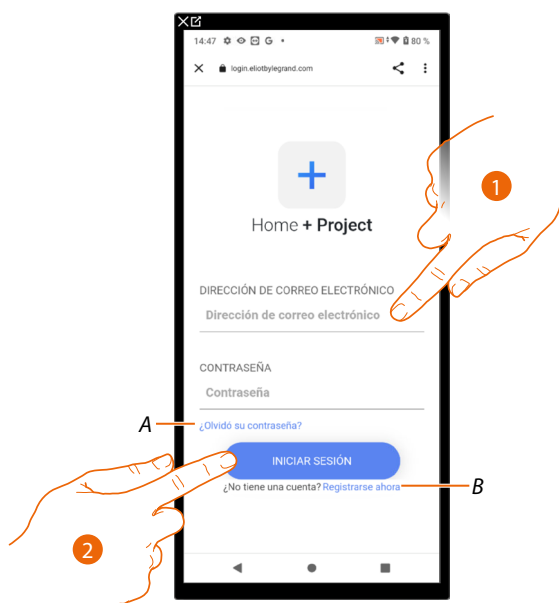 14:47 G 80 %
login.eliotbylegrand.com
1
Home + Project
DIRECCIÓN DE CORREO ELECTRÓNICO
Dirección de correo electrónico
CONTRASEÑA
Contraseña
A
¿Olvidó su contraseña?
INICIAR SESIÓN
¿No tiene una cuenta? Registrarse ahora
B
2